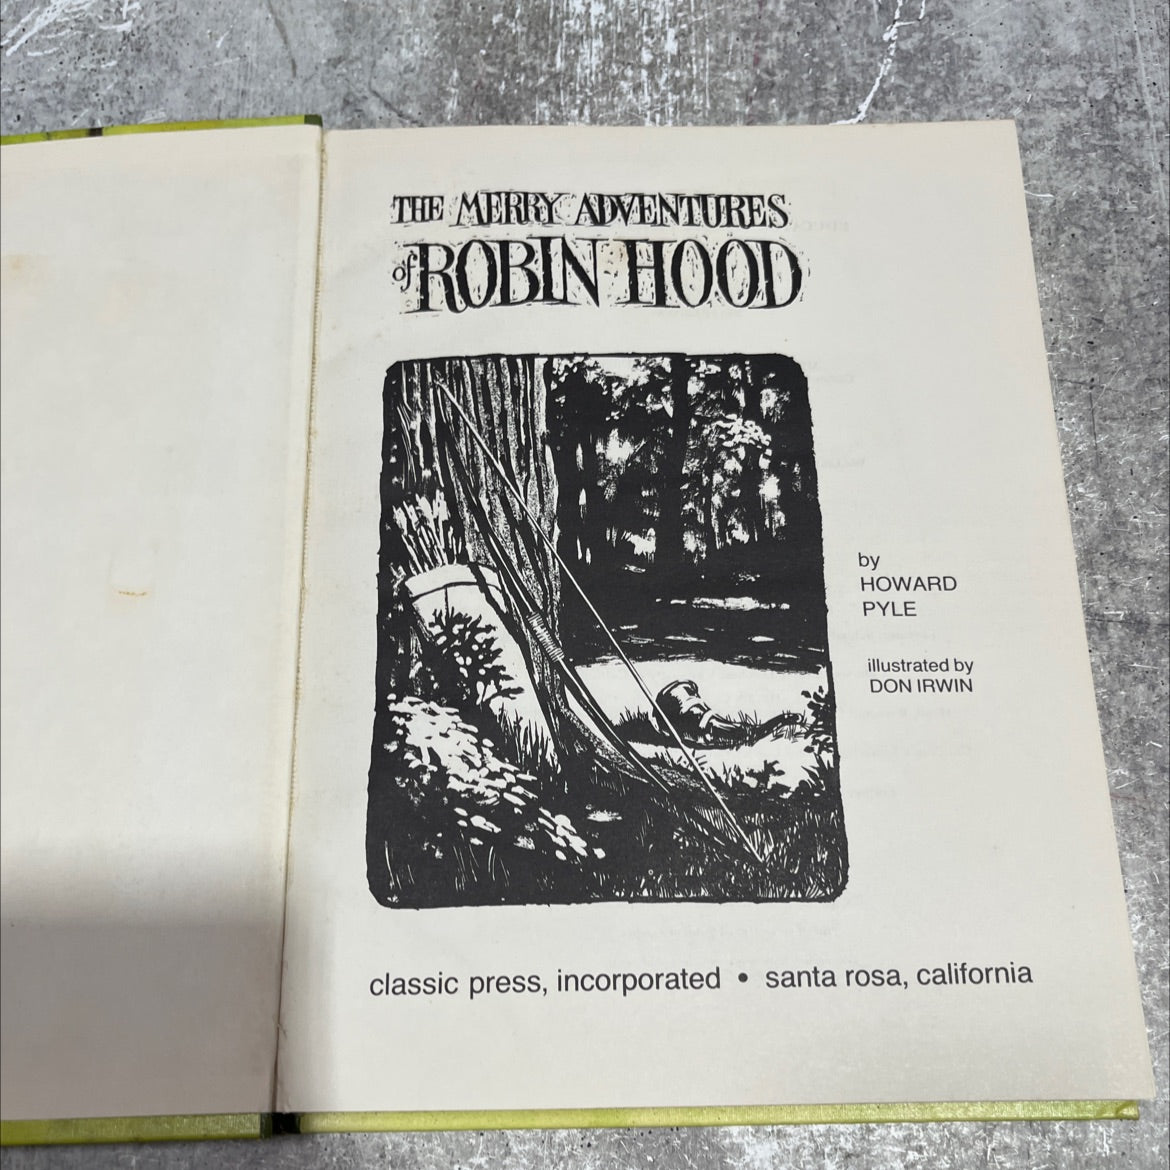 THE MERRY ADVENTURES
of ROBIN HOOD
by
HOWARD
PYLE
illustrated by
DON IRWIN
classic press, incorporated • santa rosa, california